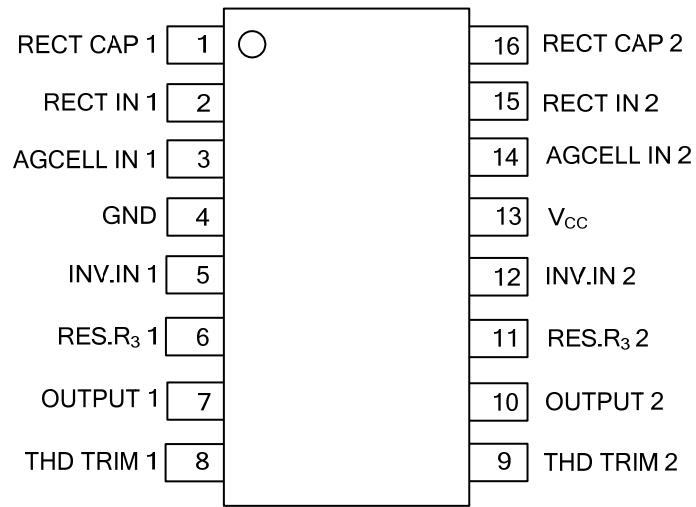 RECT CAP 1 1 16 RECT CAP 2
RECT IN 1 2 15 RECT IN 2
AGCELL IN 1 3 14 AGCELL IN 2
GND 4 13 V<sub>CC</sub>
INV.IN 1 5 12 INV.IN 2
RES.R₃ 1 6 11 RES.R₃ 2
OUTPUT 1 7 10 OUTPUT 2
THD TRIM 1 8 9 THD TRIM 2